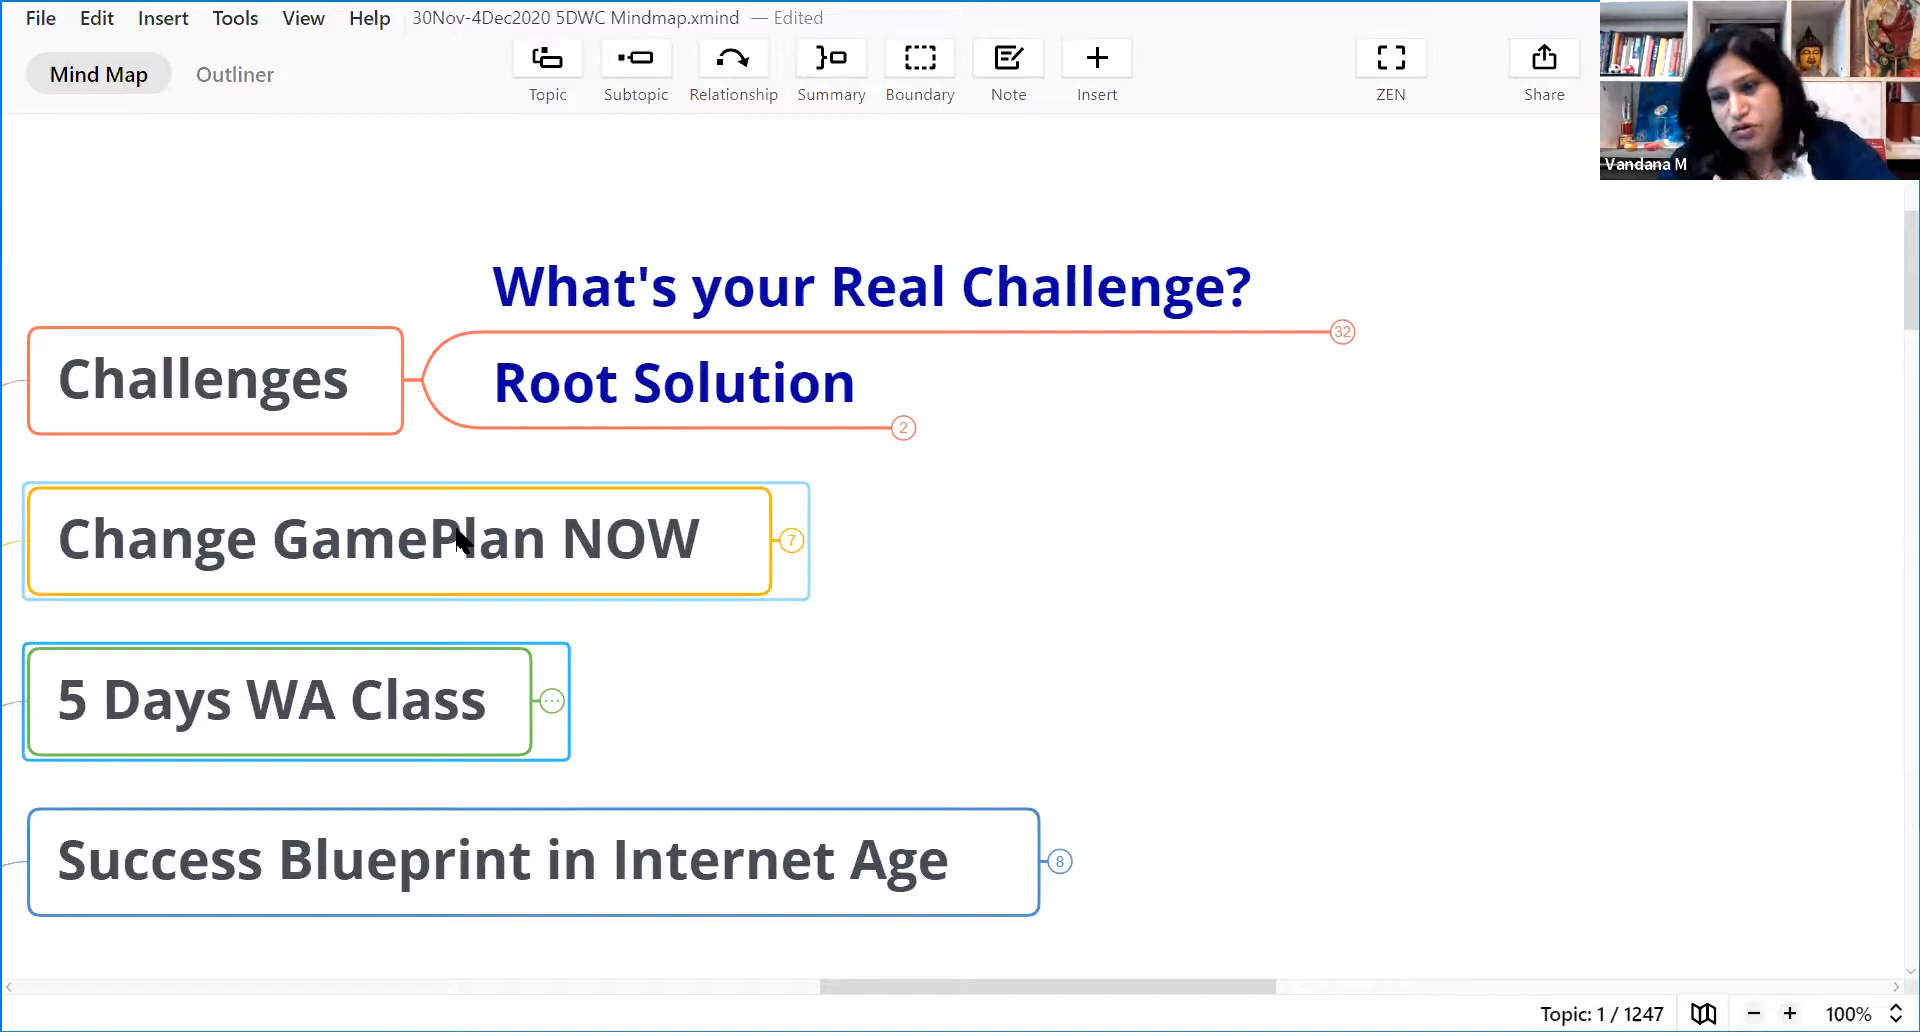 File Edit Insert Tools View Help 30Nov-4Dec2020 5DWC Mindmap.xmind — Edited
Mind Map Outliner
Topic Subtopic Relationship Summary Boundary Note Insert ZEN Share
Vandana M
What's your Real Challenge?
32
Challenges
Root Solution
2
Change GamePlan NOW
7
5 Days WA Class
Success Blueprint in Internet Age
8
Topic: 1 / 1247 100%